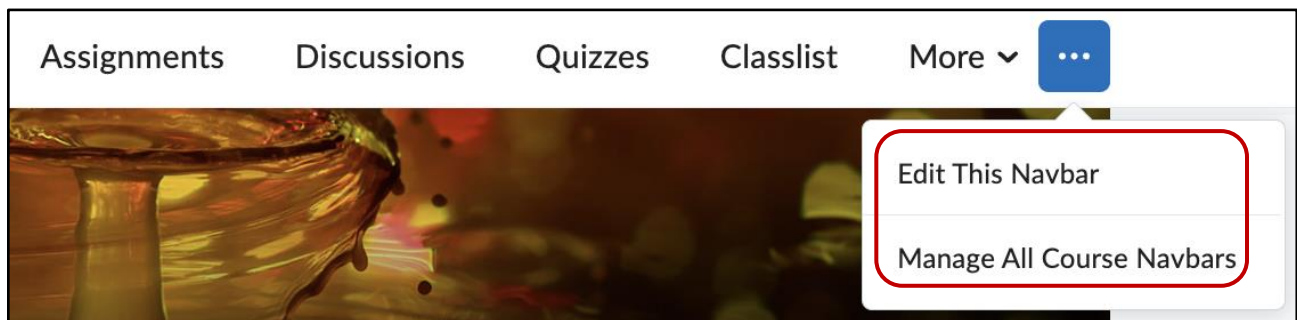 Assignments Discussions Quizzes Classlist More
Edit This Navbar
Manage All Course Navbars